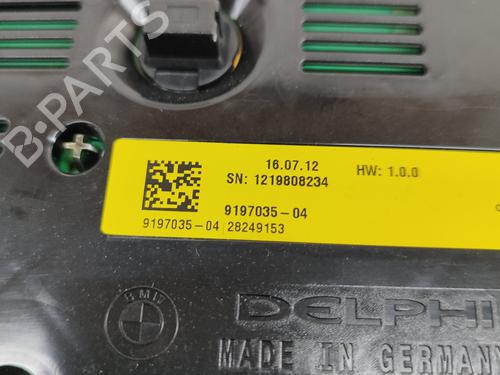 B-PARTS
16.07.12
SN: 1219808234
HW: 1.0.0
9197035-04
9197035-04 28249153
BMW
DELPHI
MADE IN GERMANY